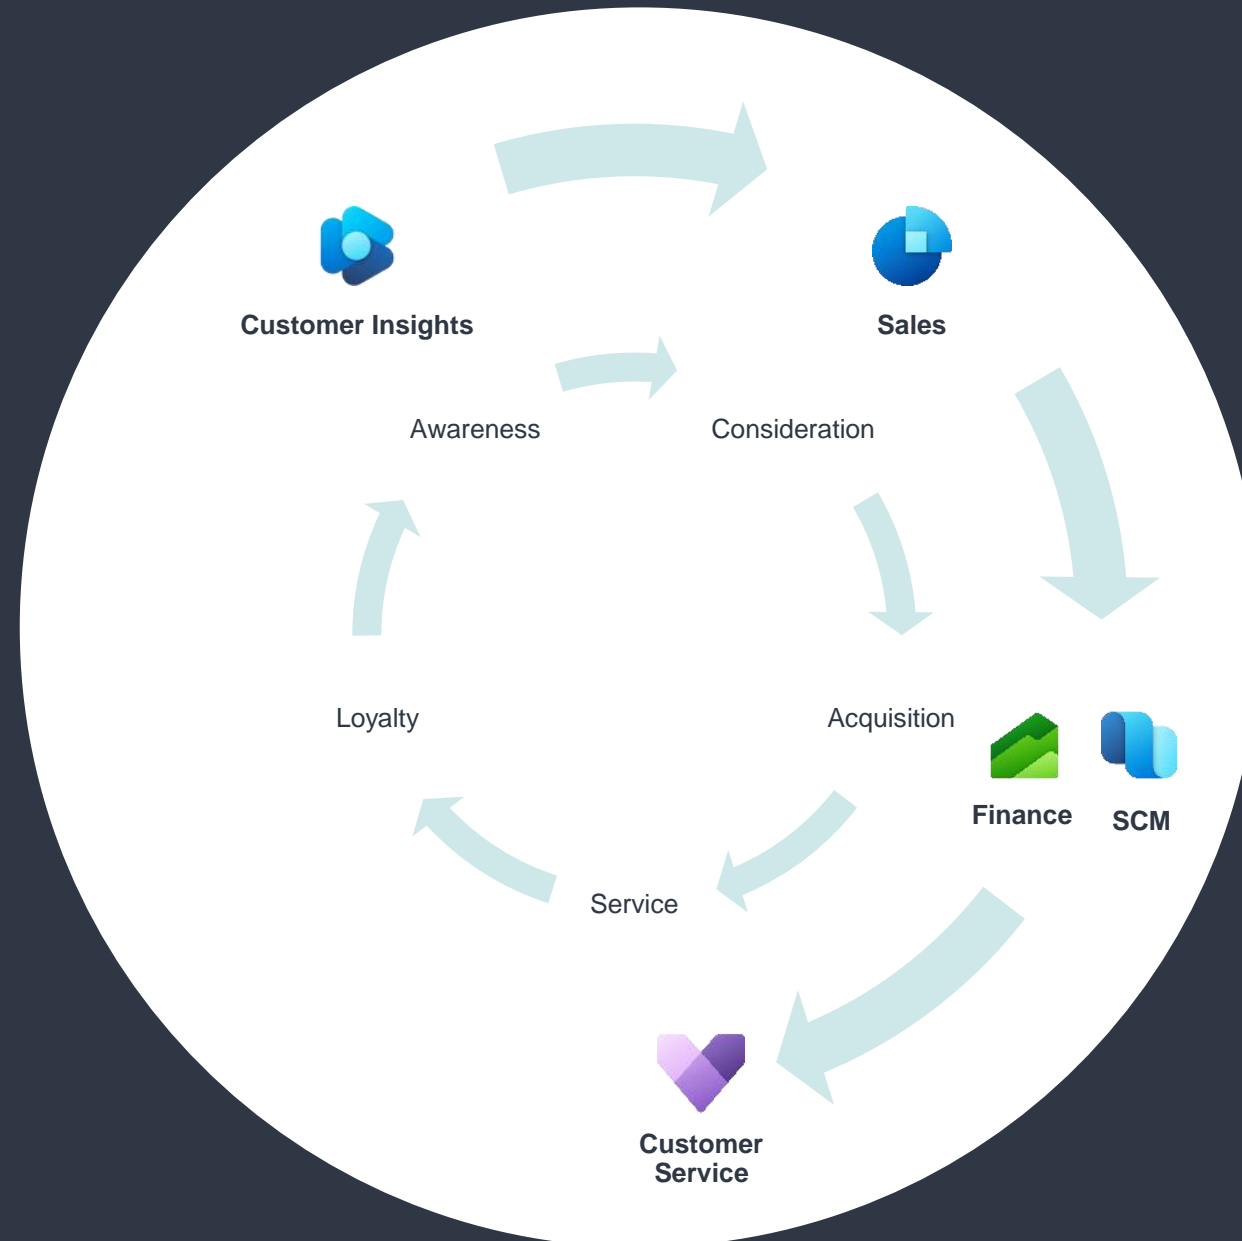 Customer Insights
Sales
Awareness
Consideration
Loyalty
Acquisition
Finance
SCM
Service
Customer
Service